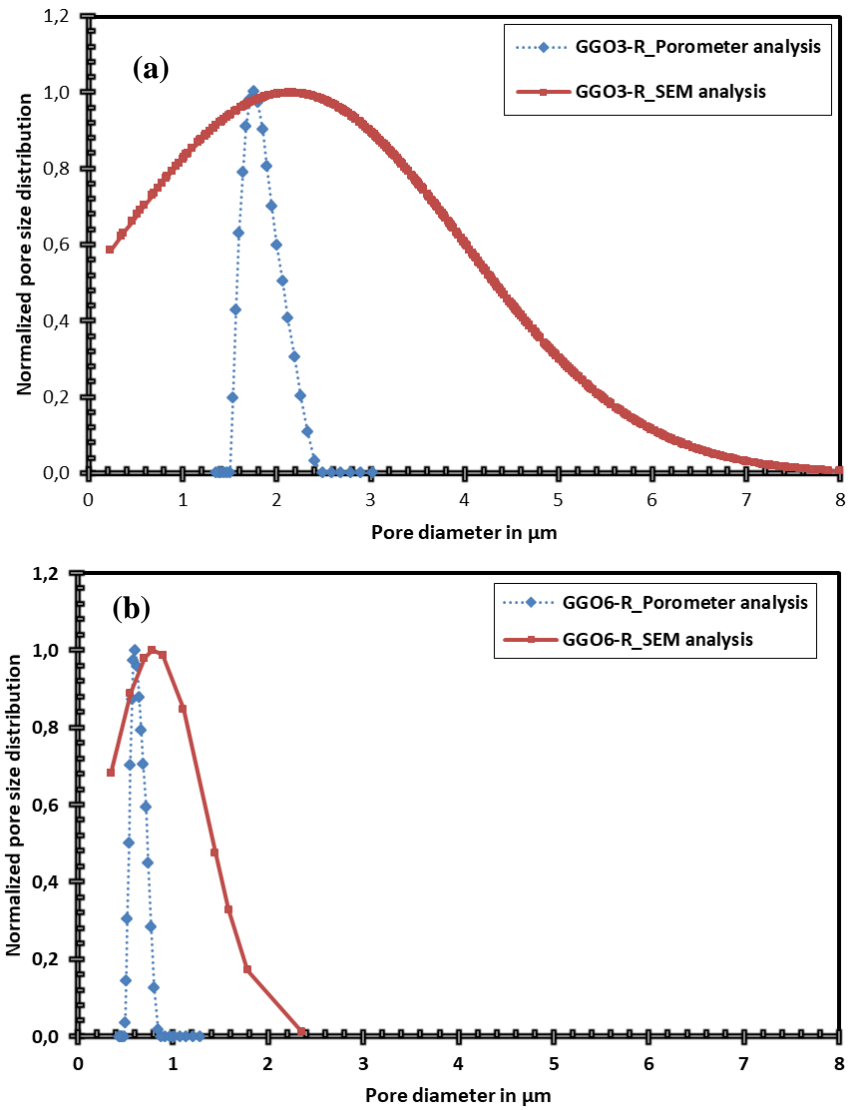 1,2
1,0
0,8
0,6
0,4
0,2
0,0
Normalized pore size distribution
(a)
GGO3-R_Porometer analysis
GGO3-R_SEM analysis
0 1 2 3 4 5 6 7 8
Pore diameter in µm
1,2
1,0
0,8
0,6
0,4
0,2
0,0
Normalized pore size distribution
(b)
GGO6-R_Porometer analysis
GGO6-R_SEM analysis
0 1 2 3 4 5 6 7 8
Pore diameter in µm